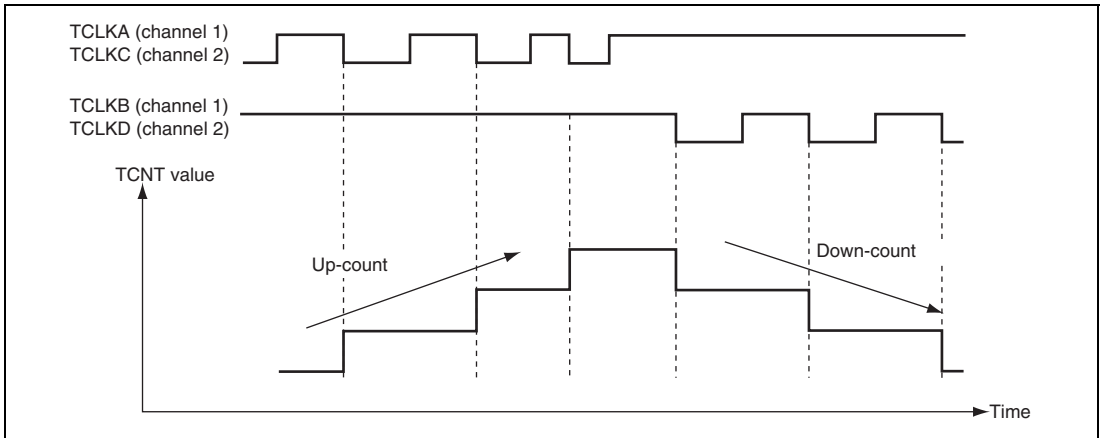 TCLKA (channel 1)
TCLKC (channel 2)
TCLKB (channel 1)
TCLKD (channel 2)
TCNT value
Up-count
Down-count
Time